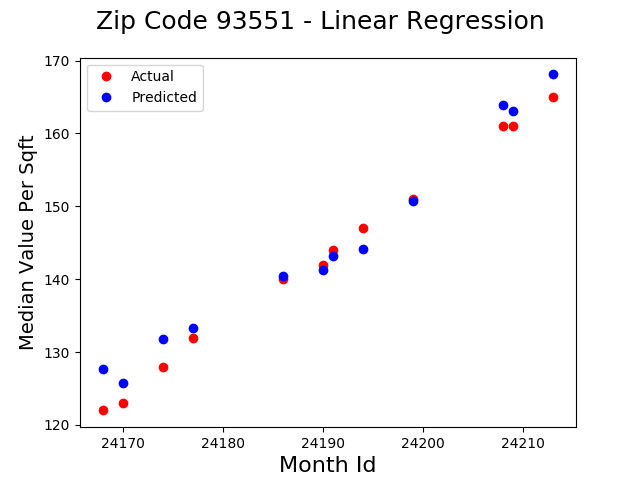 Zip Code 93551 - Linear Regression
Actual
Predicted
Median Value Per Sqft
170
160
150
140
130
120
24170 24180 24190 24200 24210
Month Id